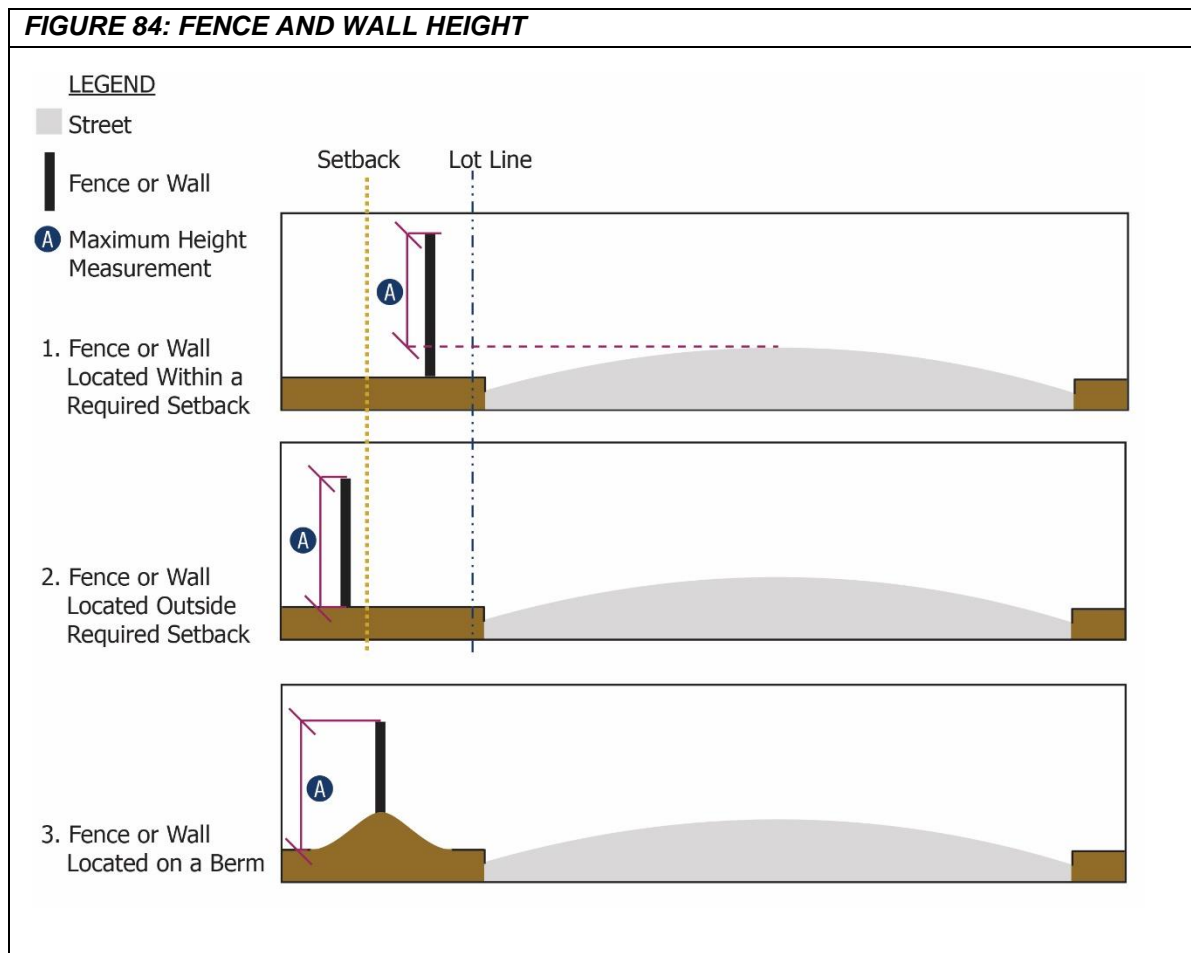 FIGURE 84: FENCE AND WALL HEIGHT
LEGEND
Street
Fence or Wall
A Maximum Height
Measurement
Setback
Lot Line
A
1. Fence or Wall
Located Within a
Required Setback
A
2. Fence or Wall
Located Outside
Required Setback
A
3. Fence or Wall
Located on a Berm